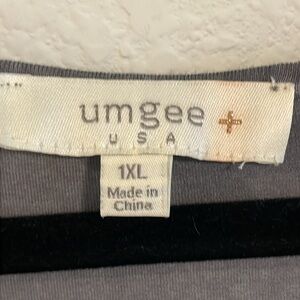 umgee +
USA
1XL
Made in
China